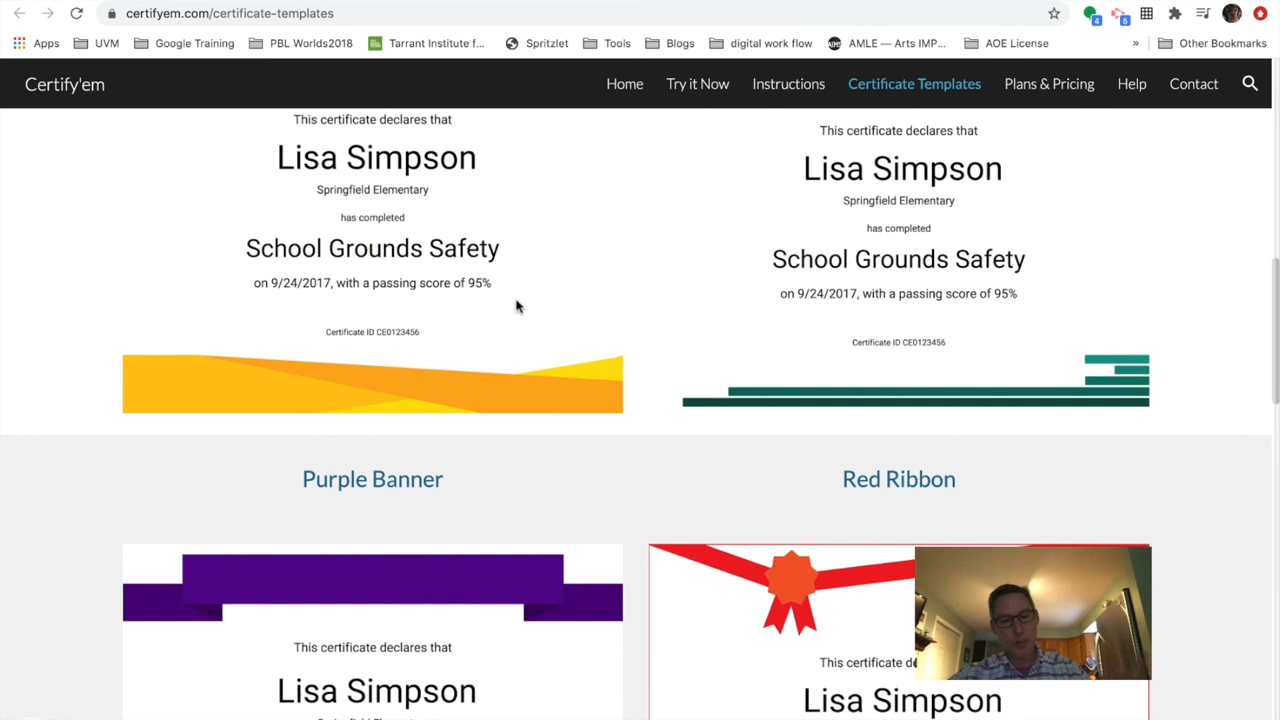 certifyem.com/certificate-templates
4
5
Apps
UVM
Google Training
PBL Worlds2018
Tarrant Institute f...
Spritzlet
Tools
Blogs
digital work flow
AMLE — Arts IMP...
AOE License
»
Other Bookmarks
Certify'em
Home
Try it Now
Instructions
Certificate Templates
Plans & Pricing
Help
Contact
This certificate declares that
Lisa Simpson
Springfield Elementary
has completed
School Grounds Safety
on 9/24/2017, with a passing score of 95%
Certificate ID CE0123456
This certificate declares that
Lisa Simpson
Springfield Elementary
has completed
School Grounds Safety
on 9/24/2017, with a passing score of 95%
Certificate ID CE0123456
Purple Banner
Red Ribbon
This certificate declares that
Lisa Simpson
This certificate
Lisa Simpson